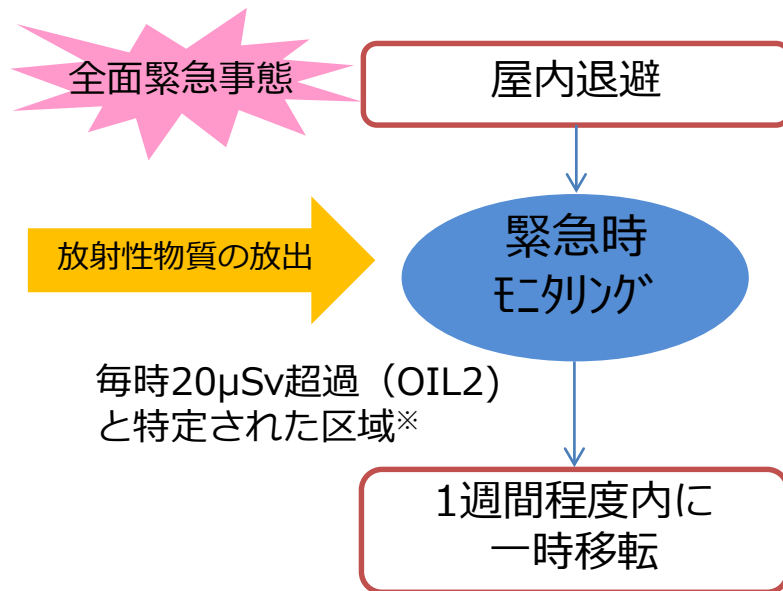 全面緊急事態
屋内退避
放射性物質の放出
緊急時
ﾓﾆﾀﾘﾝｸﾞ
毎時20μSv超過（OIL2)
と特定された区域※
1週間程度内に
一時移転